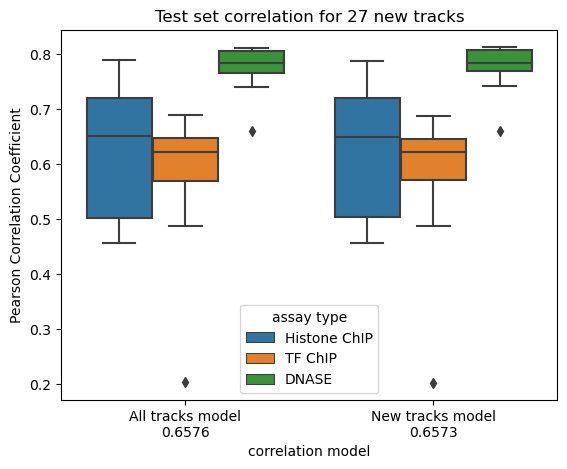 Test set correlation for 27 new tracks
Pearson Correlation Coefficient
0.8
0.7
0.6
0.5
0.4
0.3
0.2
assay type
Histone ChIP
TF ChIP
DNASE
All tracks model
0.6576
New tracks model
0.6573
correlation model